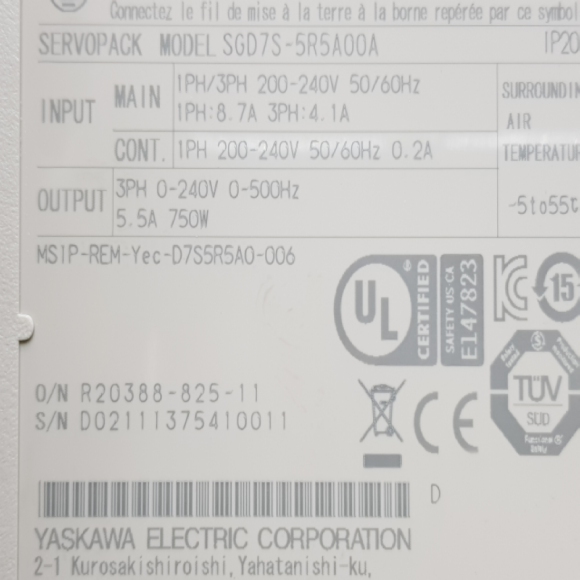 Connectez le fil de mise à la terre à la borne repérée par ce symbol
SERVOPACK MODEL SGD7S-5R5A00A IP20
INPUT MAIN 1PH/3PH 200-240V 50/60Hz
1PH:8.7A 3PH:4.1A
CONT. 1PH 200-240V 50/60Hz 0.2A
SURROUNDIN
AIR
TEMPERATUR
OUTPUT 3PH 0-240V 0-500Hz
5.5A 750W
-5to55℃
MSIP-REM-Yec-D7S5R5A0-006
UL CERTIFIED
SAFETY US CA
E147823
15
TÜV
SÜD
O/N R20388-825-11
S/N D02111375410011
CE
D
YASKAWA ELECTRIC CORPORATION
2-1 Kurosakishiroishi, Yahatanishi-ku,